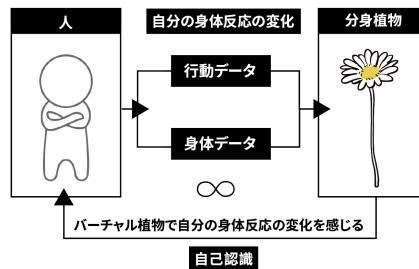 人
自分の身体反応の変化
分身植物
行動データ
身体データ
バーチャル植物で自分の身体反応の変化を感じる
自己認識